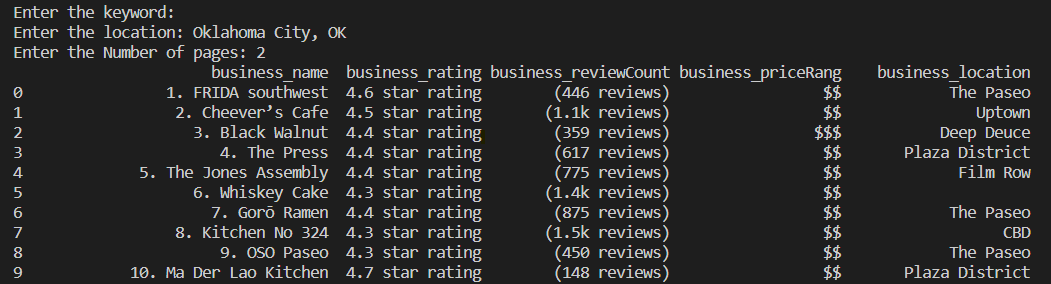 Enter the keyword:
Enter the location: Oklahoma City, OK
Enter the Number of pages: 2
business_name business_rating business_reviewCount business_priceRang business_location
0 1. FRIDA southwest 4.6 star rating (446 reviews) $$ The Paseo
1 2. Cheever’s Cafe 4.5 star rating (1.1k reviews) $$ Uptown
2 3. Black Walnut 4.4 star rating (359 reviews) $$$ Deep Deuce
3 4. The Press 4.4 star rating (617 reviews) $$ Plaza District
4 5. The Jones Assembly 4.4 star rating (775 reviews) $$ Film Row
5 6. Whiskey Cake 4.3 star rating (1.4k reviews) $$
6 7. Gorō Ramen 4.4 star rating (875 reviews) $$ The Paseo
7 8. Kitchen No 324 4.3 star rating (1.5k reviews) $$ CBD
8 9. OSO Paseo 4.3 star rating (450 reviews) $$ The Paseo
9 10. Ma Der Lao Kitchen 4.7 star rating (148 reviews) $$ Plaza District